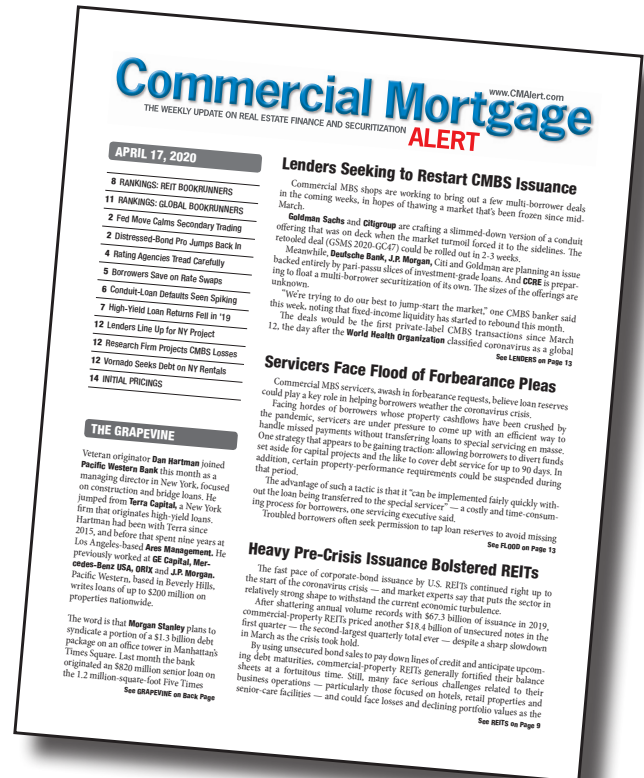 Commercial Mortgage
www.CMAlert.com
THE WEEKLY UPDATE ON REAL ESTATE FINANCE AND SECURITIZATION
ALERT
APRIL 17, 2020
8 RANKINGS: REIT BOOKRUNNERS
11 RANKINGS: GLOBAL BOOKRUNNERS
2 Fed Move Calms Secondary Trading
2 Distressed-Bond Pro Jumps Back In
4 Rating Agencies Tread Carefully
5 Borrowers Save on Rate Swaps
6 Conduit-Loan Defaults Seen Spiking
7 High-Yield Loan Returns Fell in '19
12 Lenders Line Up for NY Project
12 Research Firm Projects CMBS Losses
12 Vornado Seeks Debt on NY Rentals
14 INITIAL PRICINGS
THE GRAPEVINE
Veteran originator Dan Hartman joined
Pacific Western Bank this month as a
managing director in New York, focused
on construction and bridge loans. He
jumped from Terra Capital, a New York
firm that originates high-yield loans.
Hartman had been with Terra since
2015, and before that spent nine years at
Los Angeles-based Ares Management. He
previously worked at GE Capital, Mer-
cedes-Benz USA, ORIX and J.P. Morgan.
Pacific Western, based in Beverly Hills,
writes loans of up to $200 million on
properties nationwide.
The word is that Morgan Stanley plans to
syndicate a portion of a $1.3 billion debt
package on an office tower in Manhattan's
Times Square. Last month the bank
originated an $820 million senior loan on
the 1.2 million-square-foot Five Times
See GRAPEVINE on Back Page
Lenders Seeking to Restart CMBS Issuance
Commercial MBS shops are working to bring out a few multi-borrower deals
in the coming weeks, in hopes of thawing a market that's been frozen since mid-
March.
Goldman Sachs and Citigroup are crafting a slimmed-down version of a conduit
offering that was on deck when the market turmoil forced it to the sidelines. The
retooled deal (GSMS 2020-GC47) could be rolled out in 2-3 weeks.
Meanwhile, Deutsche Bank, J.P. Morgan, Citi and Goldman are planning an issue
backed entirely by pari-passu slices of investment-grade loans. And CCRE is prepar-
ing to float a multi-borrower securitization of its own. The sizes of the offerings are
unknown.
"We're trying to do our best to jump-start the market," one CMBS banker said
this week, noting that fixed-income liquidity has started to rebound this month.
The deals would be the first private-label CMBS transactions since March
12, the day after the World Health Organization classified coronavirus as a global
See LENDERS on Page 13
Servicers Face Flood of Forbearance Pleas
Commercial MBS servicers, awash in forbearance requests, believe loan reserves
could play a key role in helping borrowers weather the coronavirus crisis.
Facing hordes of borrowers whose property cashflows have been crushed by
the pandemic, servicers are under pressure to come up with an efficient way to
handle missed payments without transferring loans to special servicing en masse.
One strategy that appears to be gaining traction: allowing borrowers to divert funds
set aside for capital projects and the like to cover debt service for up to 90 days. In
addition, certain property-performance requirements could be suspended during
that period.
The advantage of such a tactic is that it "can be implemented fairly quickly with-
out the loan being transferred to the special servicer" — a costly and time-consum-
ing process for borrowers, one servicing executive said.
Troubled borrowers often seek permission to tap loan reserves to avoid missing
See FLOOD on Page 13
Heavy Pre-Crisis Issuance Bolstered REITs
The fast pace of corporate-bond issuance by U.S. REITs continued right up to
the start of the coronavirus crisis — and market experts say that puts the sector in
relatively strong shape to withstand the current economic turbulence.
After shattering annual volume records with $67.3 billion of issuance in 2019,
commercial-property REITs priced another $18.4 billion of unsecured notes in the
first quarter — the second-largest quarterly total ever — despite a sharp slowdown
in March as the crisis took hold.
By using unsecured bond sales to pay down lines of credit and anticipate upcom-
ing debt maturities, commercial-property REITs generally fortified their balance
sheets at a fortuitous time. Still, many face serious challenges related to their
business operations — particularly those focused on hotels, retail properties and
senior-care facilities — and could face losses and declining portfolio values as the
See REITS on Page 9